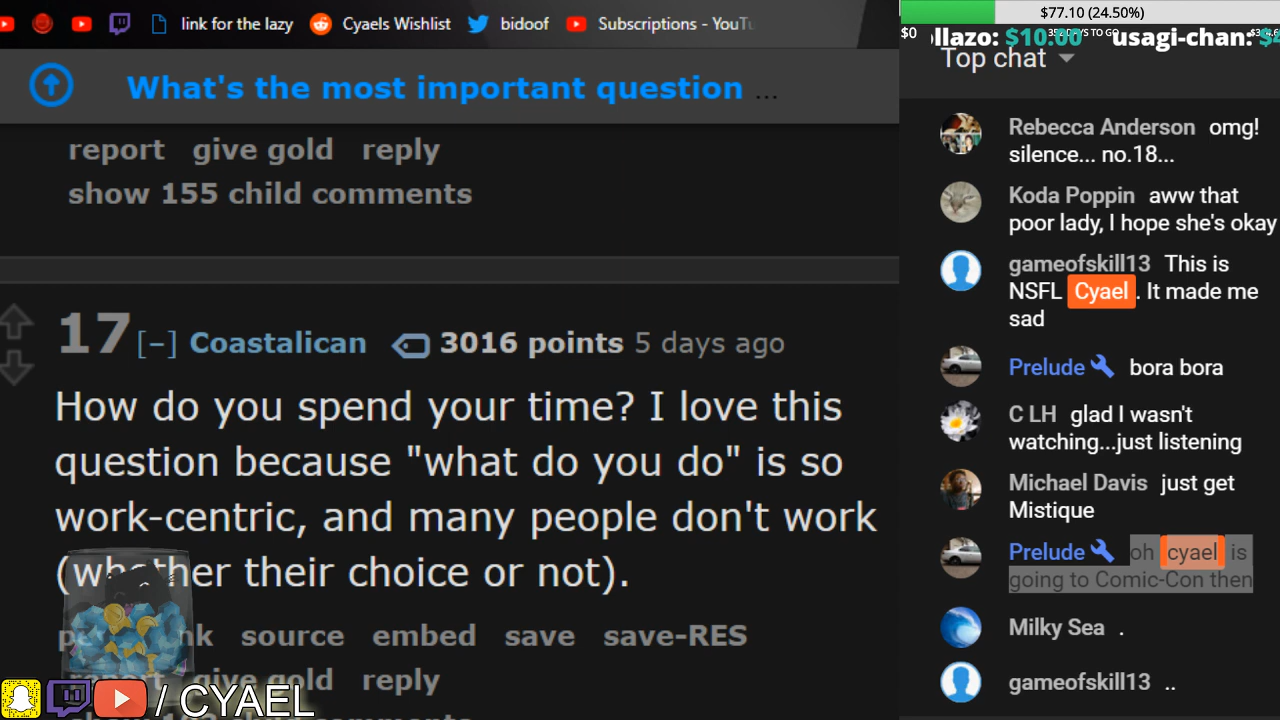 link for the lazy
Cyaels Wishlist
bidoof
Subscriptions - YouTu
What's the most important question ...
report give gold reply
show 155 child comments
17 [–] Coastalican 3016 points 5 days ago
How do you spend your time? I love this
question because "what do you do" is so
work-centric, and many people don't work
(whether their choice or not).
source embed save save-RES
give gold reply
/ CYAEL
$77.10 (24.50%)
$0
llazo: $10.00 usagi-chan:
Top chat
Rebecca Anderson omg!
silence... no.18...
Koda Poppin aww that
poor lady, I hope she's okay
gameofskill13 This is
NSFL Cyael. It made me
sad
Prelude bora bora
C LH glad I wasn't
watching...just listening
Michael Davis just get
Mistique
Prelude oh cyael is
going to Comic-Con then
Milky Sea .
gameofskill13 ..